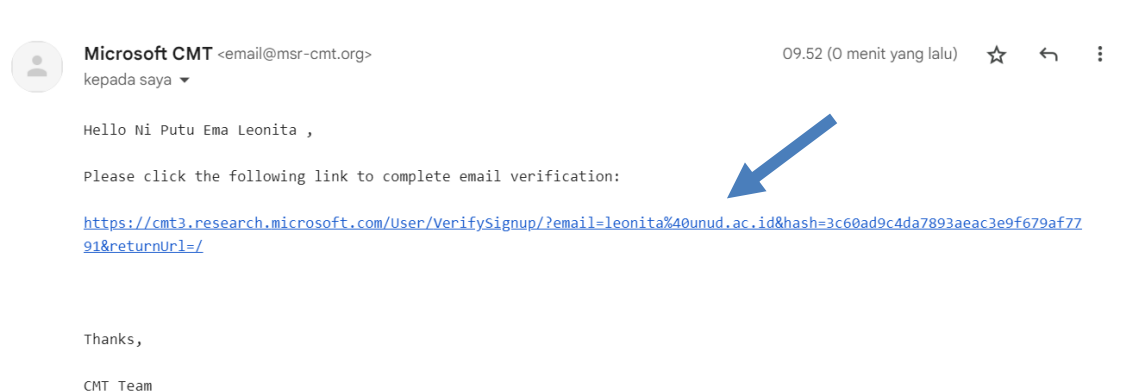 Microsoft CMT <email@msr-cmt.org> 09.52 (0 menit yang lalu)
kepada saya
Hello Ni Putu Ema Leonita ,
Please click the following link to complete email verification:
https://cmt3.research.microsoft.com/User/VerifySignup/?email=leonita%40unud.ac.id&hash=3c60ad9c4da7893aeac3e9f679af77
91&returnUrl=/
Thanks,
CMT Team